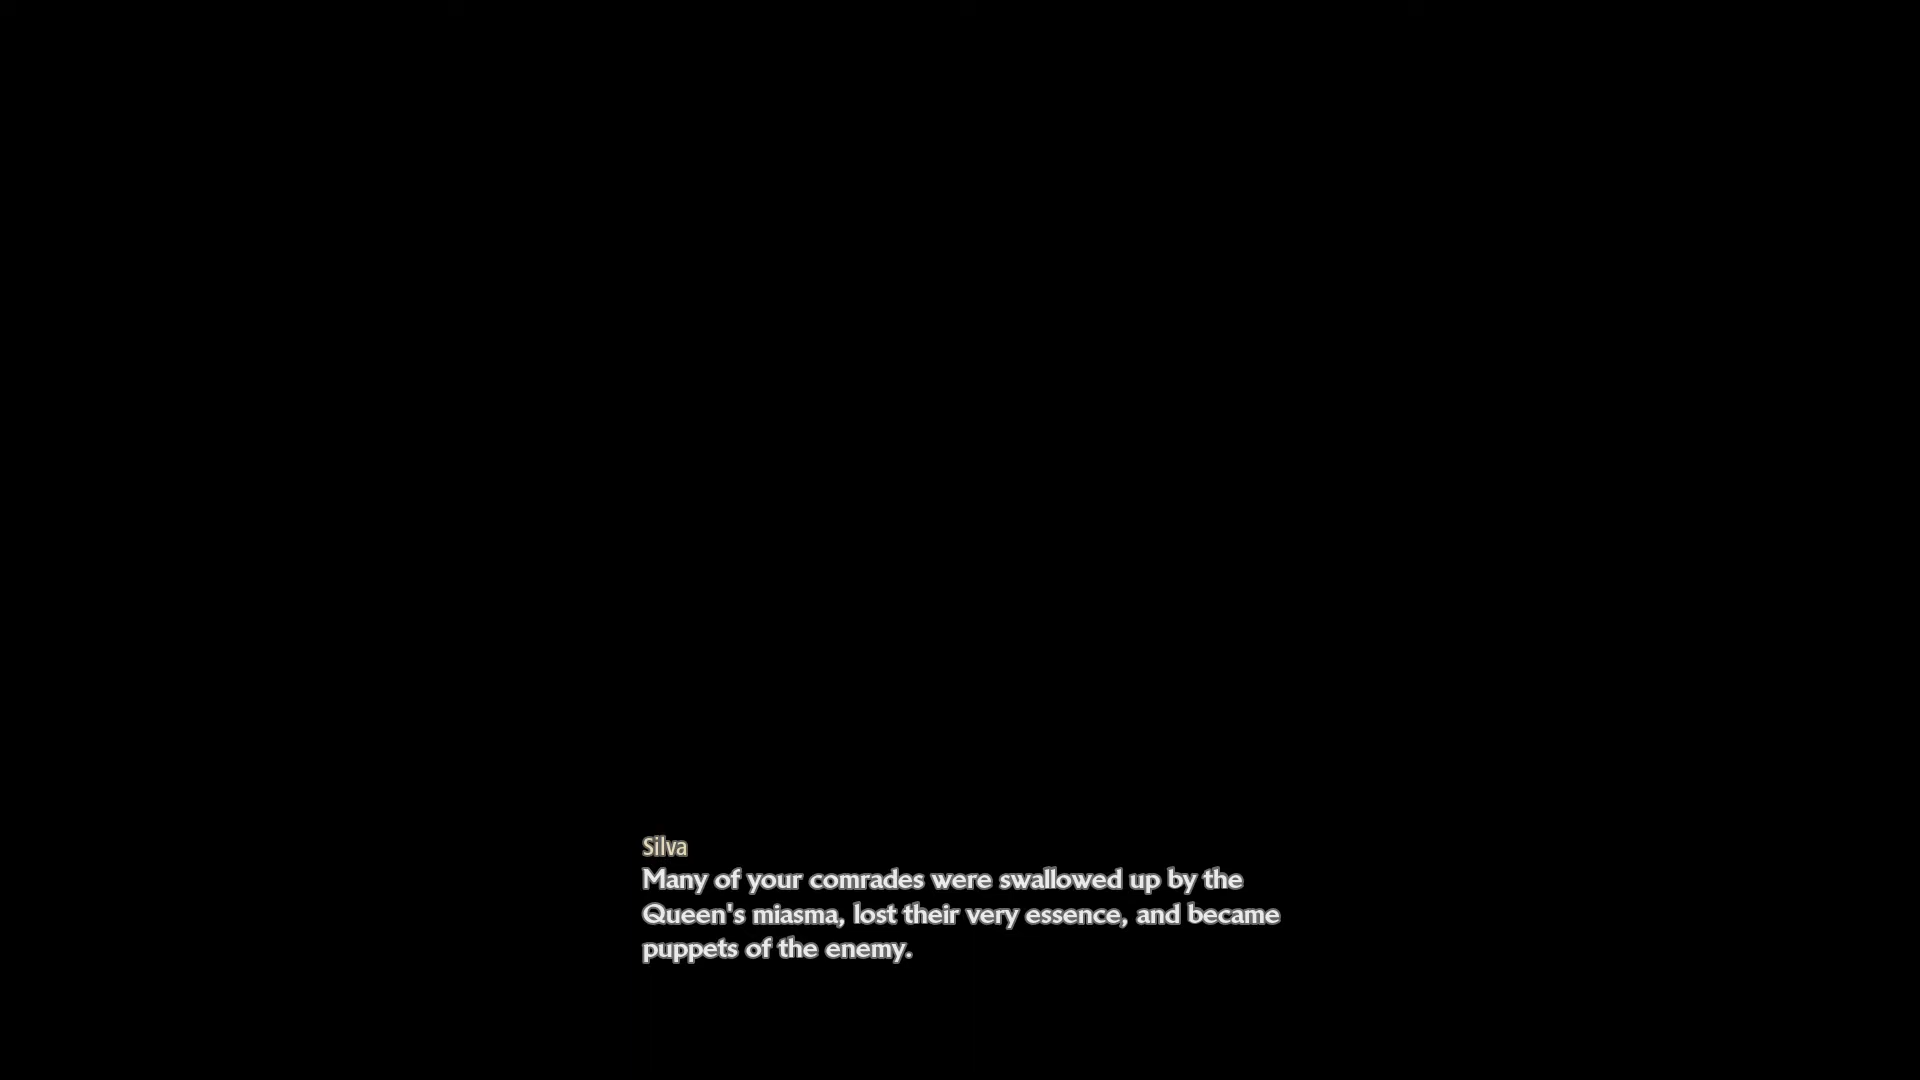 Silva
Many of your comrades were swallowed up by the
Queen's miasma, lost their very essence, and became
puppets of the enemy.